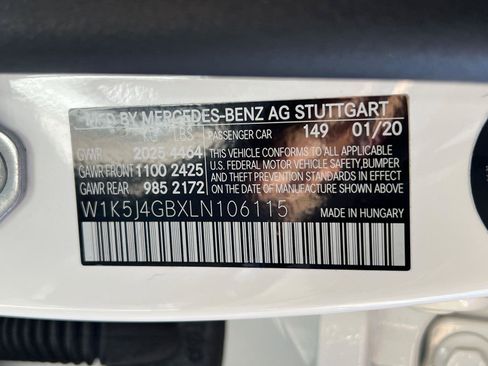 MFD BY MERCEDES-BENZ AG STUTTGART
KG LBS PASSENGER CAR 149 01/20
GVWR 2025 4464 THIS VEHICLE CONFORMS TO ALL APPLICABLE
GAWR FRONT 1100 2425 U.S. FEDERAL MOTOR VEHICLE SAFETY,BUMPER
GAWR REAR 985 2172 AND THEFT PREVENTION STANDARDS IN EFFECT
ON THE DATE OF MANUFACTURE SHOWN ABOVE.
W1K5J4GBXLN106115 MADE IN HUNGARY